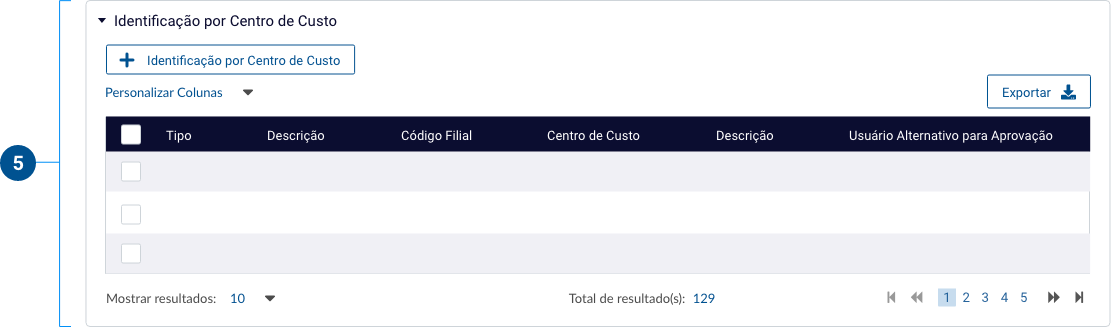 Identificação por Centro de Custo
Identificação por Centro de Custo
Personalizar Colunas
Exportar
Tipo Descrição Código Filial Centro de Custo Descrição Usuário Alternativo para Aprovação
5
Mostrar resultados: 10 Total de resultado(s): 129 1 2 3 4 5